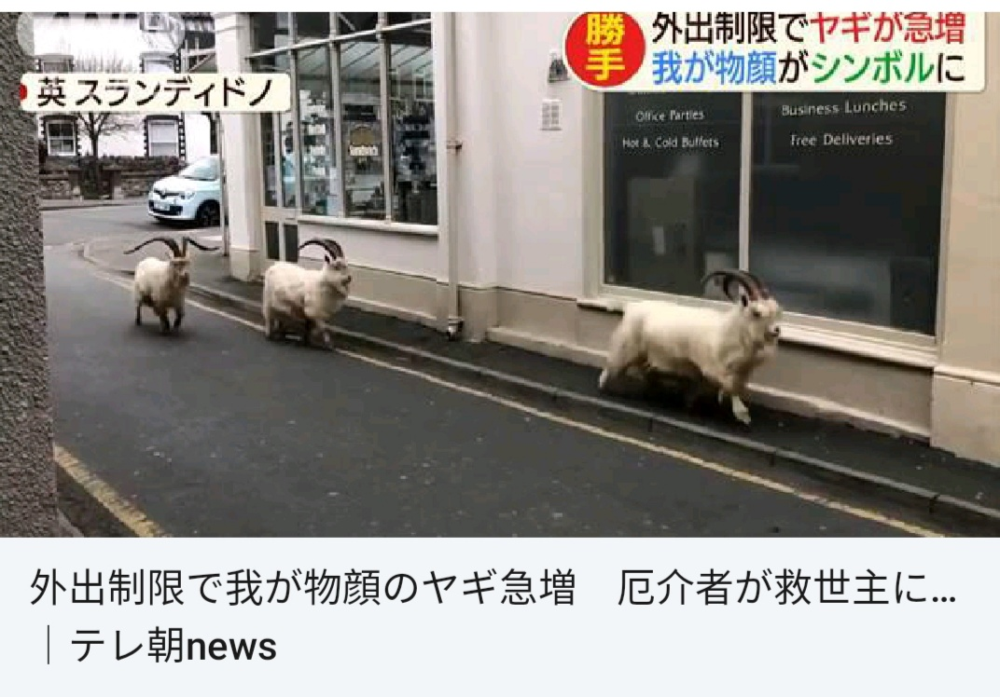 勝手
外出制限でヤギが急増
我が物顔がシンボルに
英 スランディドノ
Office Parties
Hot & Cold Buffets
Business Lunches
Free Deliveries
外出制限で我が物顔のヤギ急増　厄介者が救世主に…
｜テレ朝news